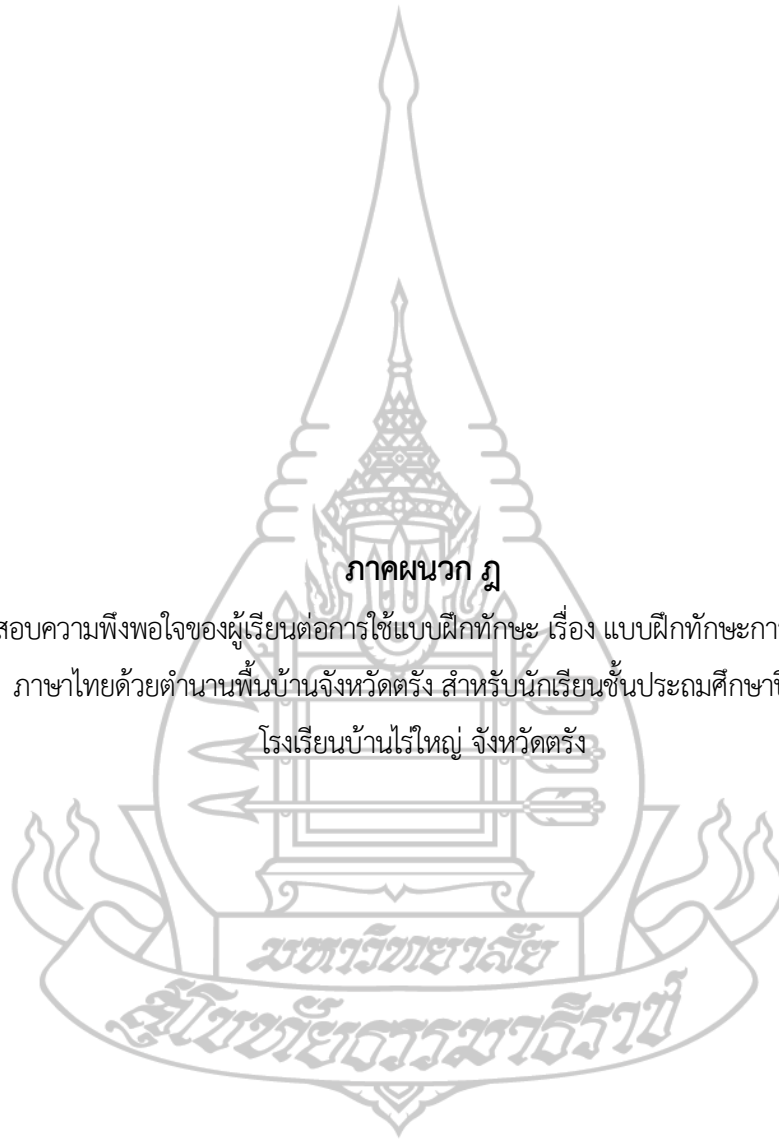 ภาคผนวก ฎ
สอบความพึงพอใจของผู้เรียนต่อการใช้แบบฝึกทักษะ เรื่อง แบบฝึกทักษะ
ภาษาไทยด้วยตำนานพื้นบ้านจังหวัดตรัง สำหรับนักเรียนชั้นประถมศึกษา
โรงเรียนบ้านไร่ใหญ่ จังหวัดตรัง
มหาวิทยาลัย
สุโขทัยธรรมาธิราช